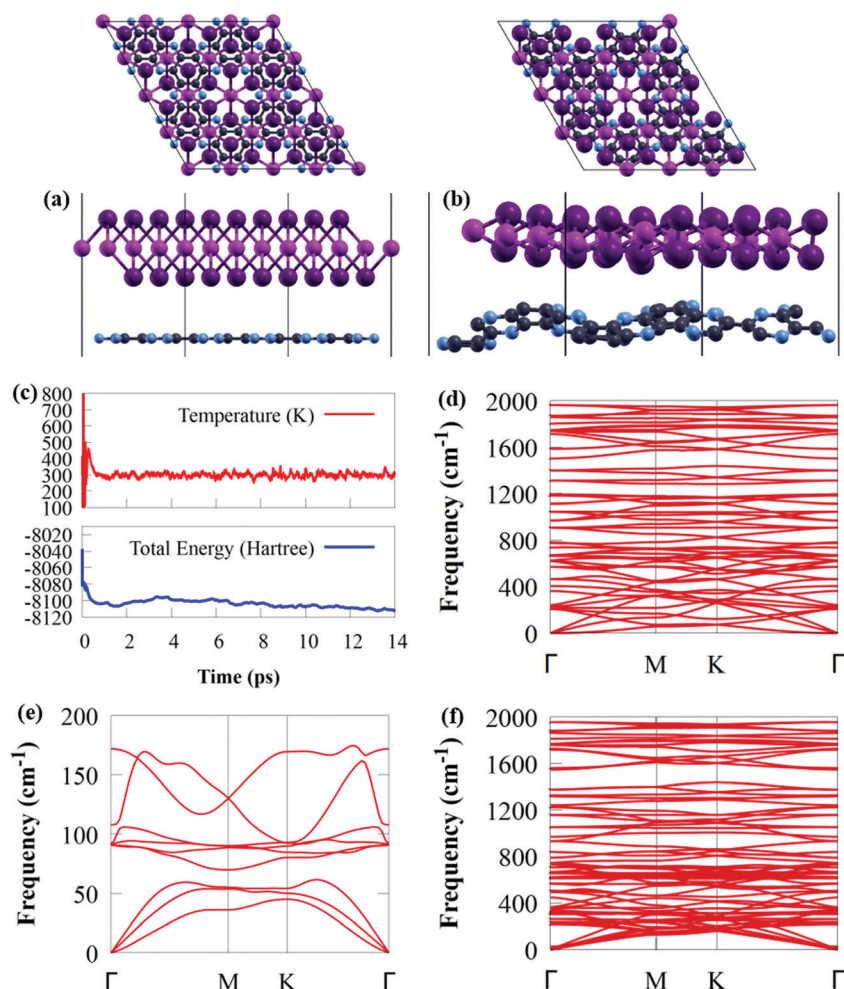 (a)
(b)
(c)
800
700
600
500
400
300
200
100
Temperature (K)
-8020
-8040
-8060
-8080
-8100
-8120
Total Energy (Hartree)
0 2 4 6 8 10 12 14
Time (ps)
(d)
2000
1600
1200
800
400
0
Frequency (cm⁻¹)
Γ M K Γ
(e)
200
150
100
50
0
Frequency (cm⁻¹)
Γ M K Γ
(f)
2000
1600
1200
800
400
0
Frequency (cm⁻¹)
Γ M K Γ